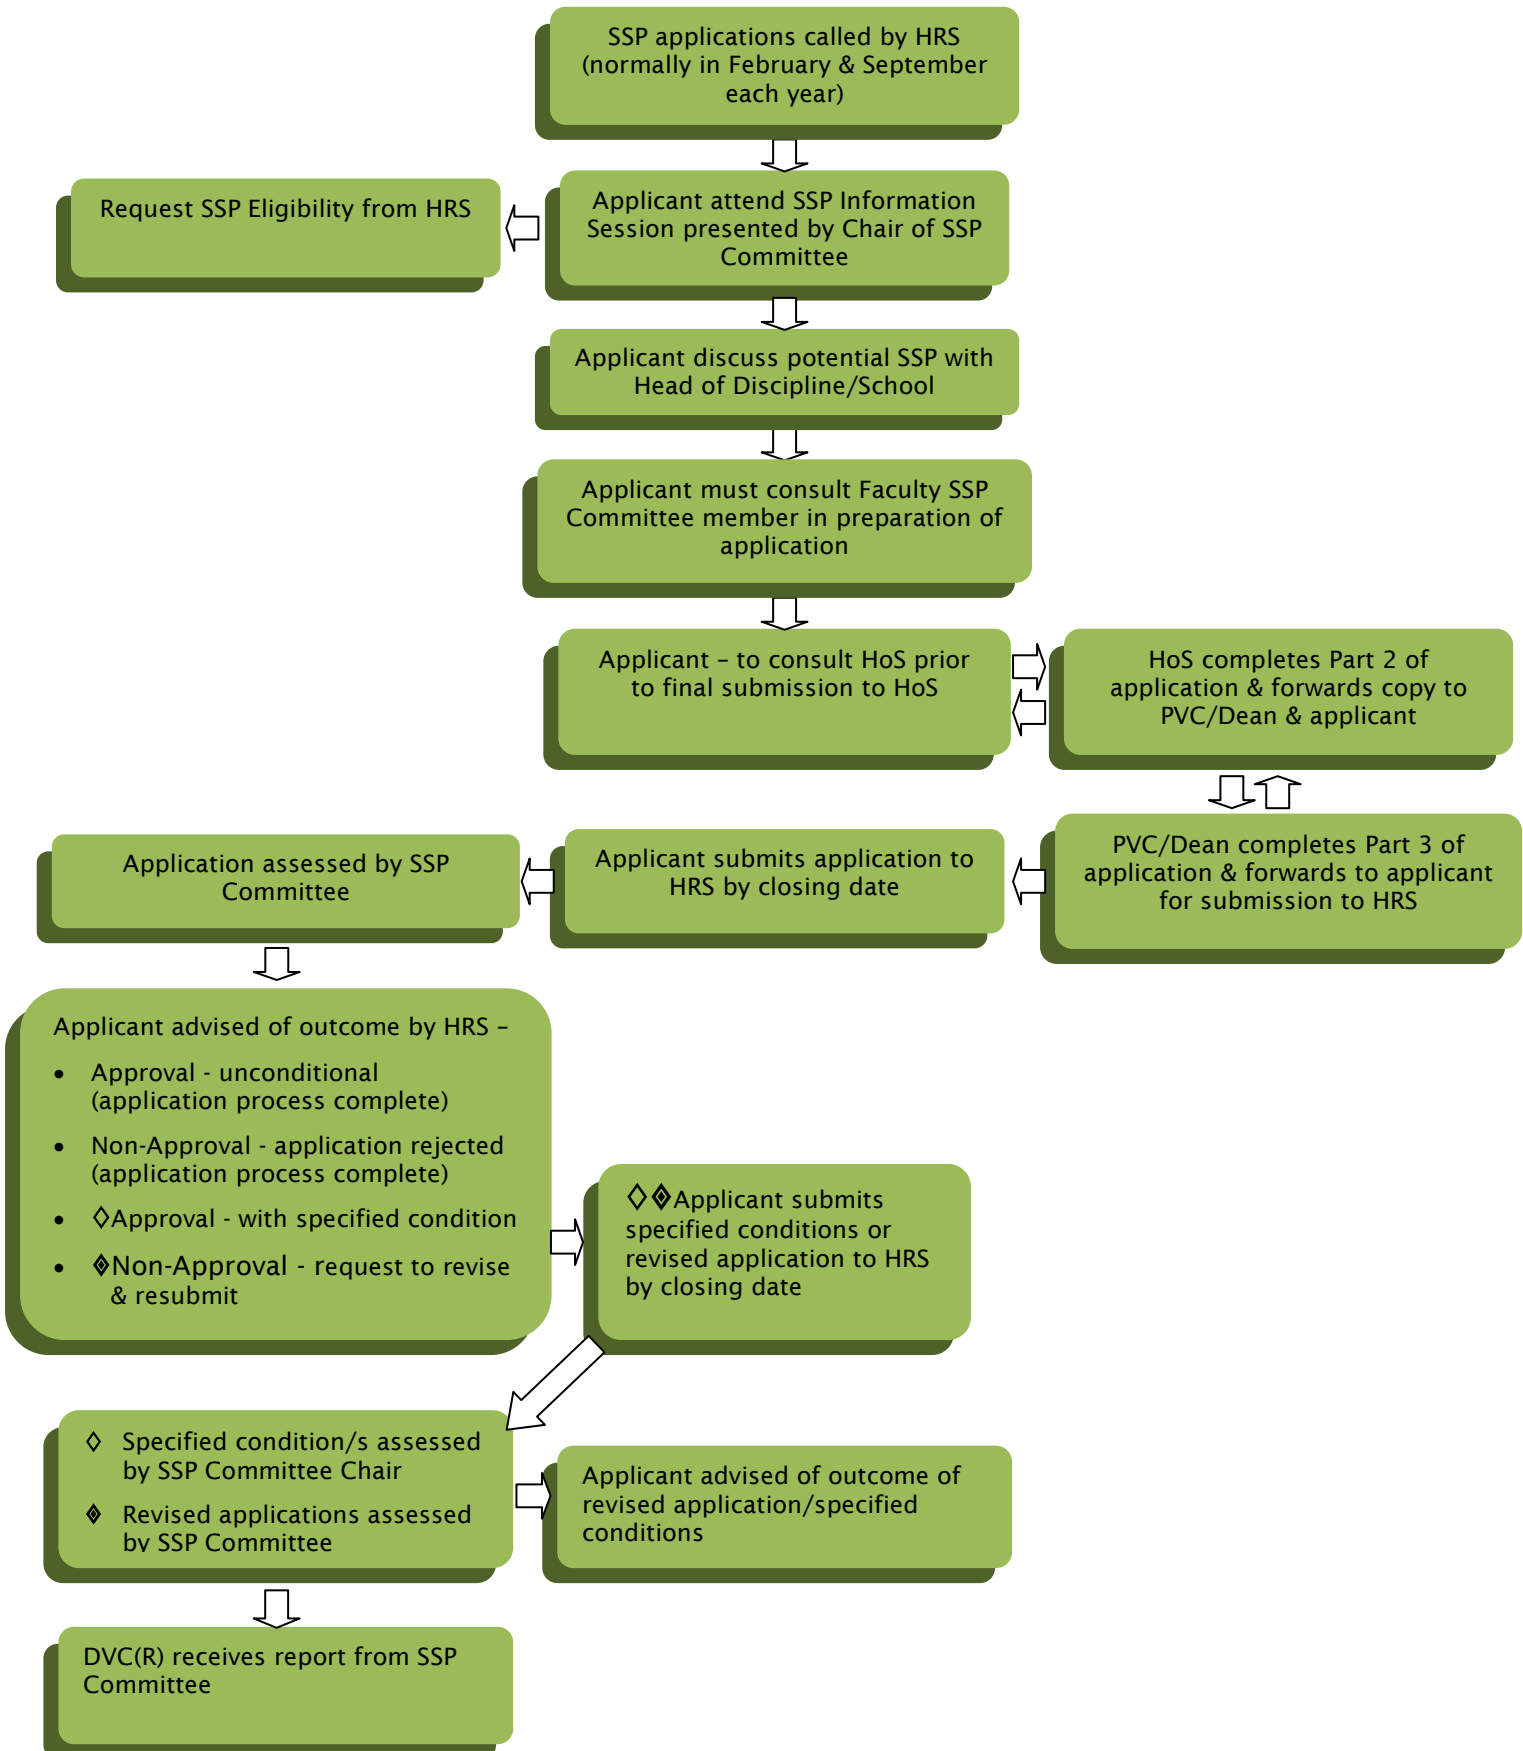 SSP applications called by HRS
(normally in February & September
each year)
Request SSP Eligibility from HRS
Applicant attend SSP Information
Session presented by Chair of SSP
Committee
Applicant discuss potential SSP with
Head of Discipline/School
Applicant must consult Faculty SSP
Committee member in preparation of
application
Applicant – to consult HoS prior
to final submission to HoS
HoS completes Part 2 of
application & forwards copy to
PVC/Dean & applicant
PVC/Dean completes Part 3 of
application & forwards to applicant
for submission to HRS
Applicant submits application to
HRS by closing date
Application assessed by SSP
Committee
Applicant advised of outcome by HRS –
• Approval - unconditional
(application process complete)
• Non-Approval - application rejected
(application process complete)
• ◊Approval - with specified condition
• ◈Non-Approval - request to revise
& resubmit
◊◈Applicant submits
specified conditions or
revised application to HRS
by closing date
◊ Specified condition/s assessed
by SSP Committee Chair
◈ Revised applications assessed
by SSP Committee
Applicant advised of outcome of
revised application/specified
conditions
DVC(R) receives report from SSP
Committee